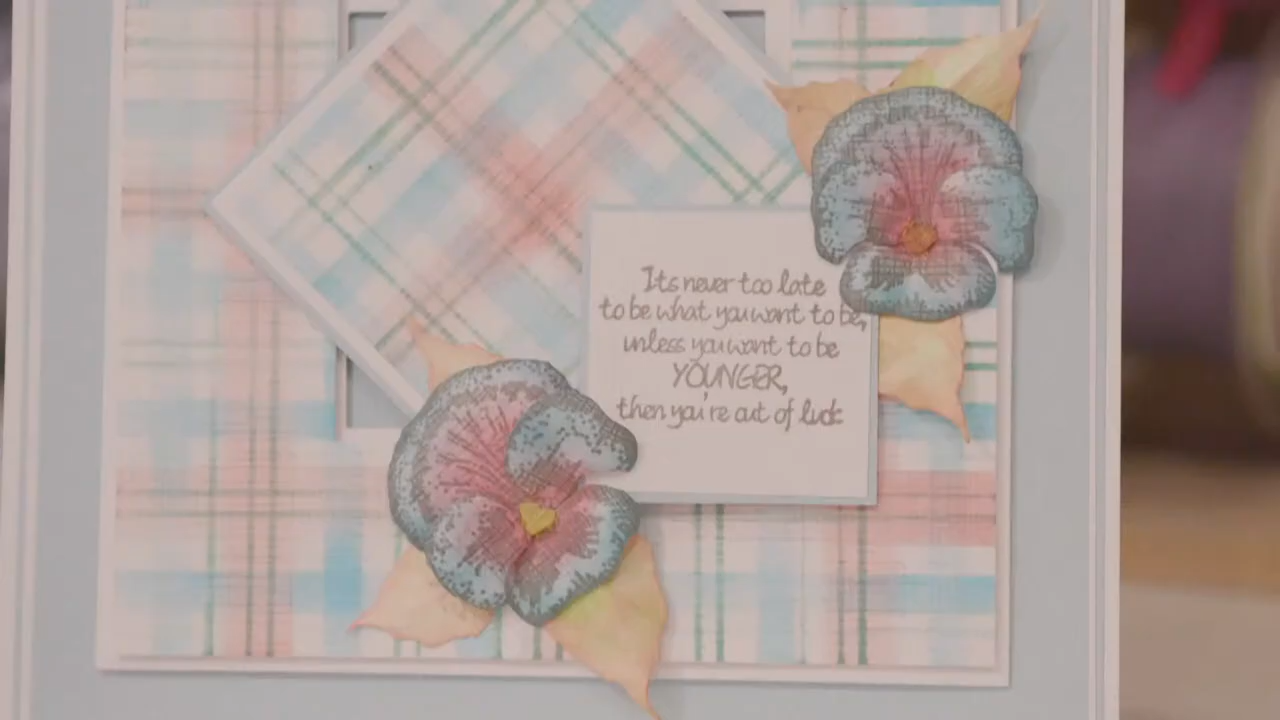 Its never too late
to be what you want to be,
unless you want to be
YOUNGER,
then you're out of luck